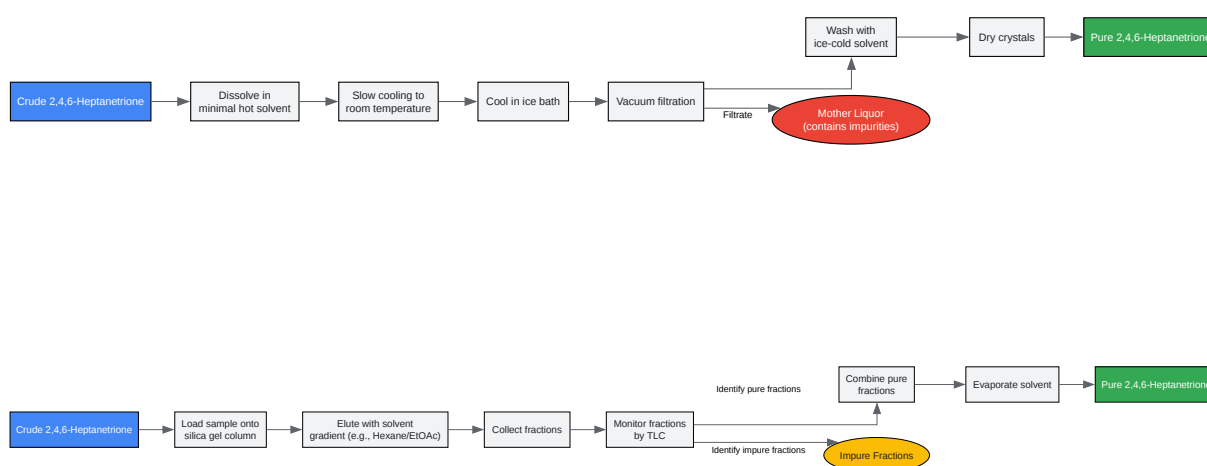 Crude 2,4,6-Heptanetrione
Dissolve in
minimal hot solvent
Slow cooling to
room temperature
Cool in ice bath
Vacuum filtration
Filtrate
Mother Liquor
(contains impurities)
Wash with
ice-cold solvent
Dry crystals
Pure 2,4,6-Heptanetrione
Crude 2,4,6-Heptanetrione
Load sample onto
silica gel column
Elute with solvent
gradient (e.g., Hexane/EtOAc)
Collect fractions
Monitor fractions
by TLC
Identify pure fractions
Identify impure fractions
Impure Fractions
Combine pure
fractions
Evaporate solvent
Pure 2,4,6-Heptanetrione